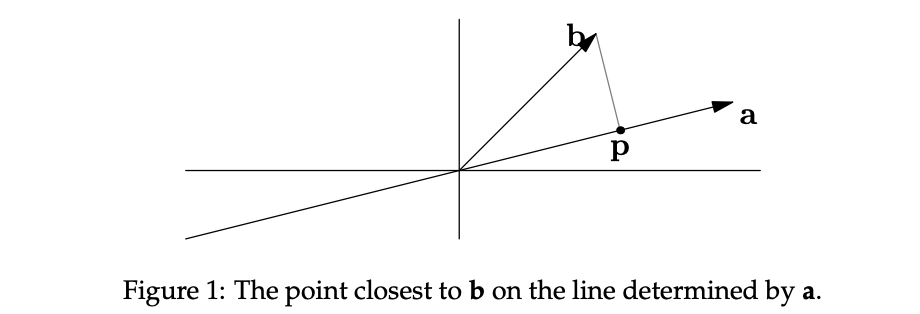 b
a
p
Figure 1: The point closest to b on the line determined by a.